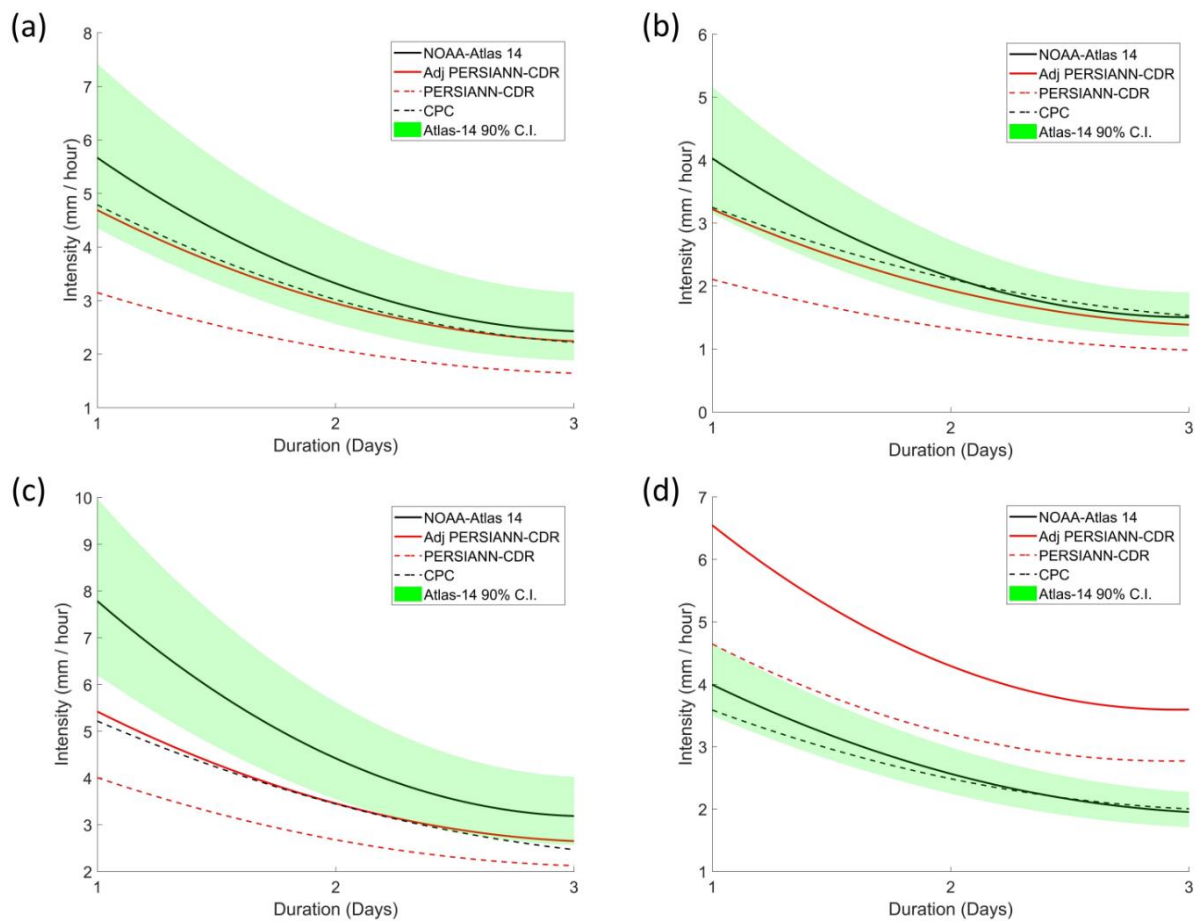 (a)
8
7
6
5
4
3
2
1
Intensity (mm / hour)
1
2
3
Duration (Days)
NOAA-Atlas 14
Adj PERSIANN-CDR
PERSIANN-CDR
CPC
Atlas-14 90% C.I.
(b)
6
5
4
3
2
1
0
Intensity (mm / hour)
1
2
3
Duration (Days)
NOAA-Atlas 14
Adj PERSIANN-CDR
PERSIANN-CDR
CPC
Atlas-14 90% C.I.
(c)
10
9
8
7
6
5
4
3
2
Intensity (mm / hour)
1
2
3
Duration (Days)
NOAA-Atlas 14
Adj PERSIANN-CDR
PERSIANN-CDR
CPC
Atlas-14 90% C.I.
(d)
7
6
5
4
3
2
1
Intensity (mm / hour)
1
2
3
Duration (Days)
NOAA-Atlas 14
Adj PERSIANN-CDR
PERSIANN-CDR
CPC
Atlas-14 90% C.I.